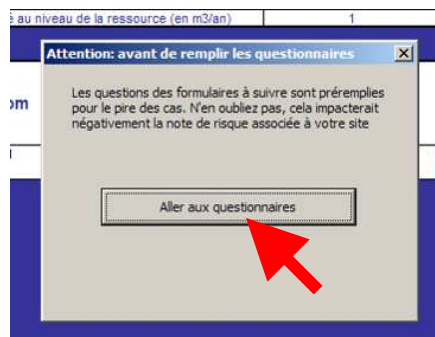 au niveau de la ressource (en m3/an) 1
Attention: avant de remplir les questionnaires
om
Les questions des formulaires à suivre sont préremplies
pour le pire des cas. N'en oubliez pas, cela impacterait
négativement la note de risque associée à votre site
Aller aux questionnaires